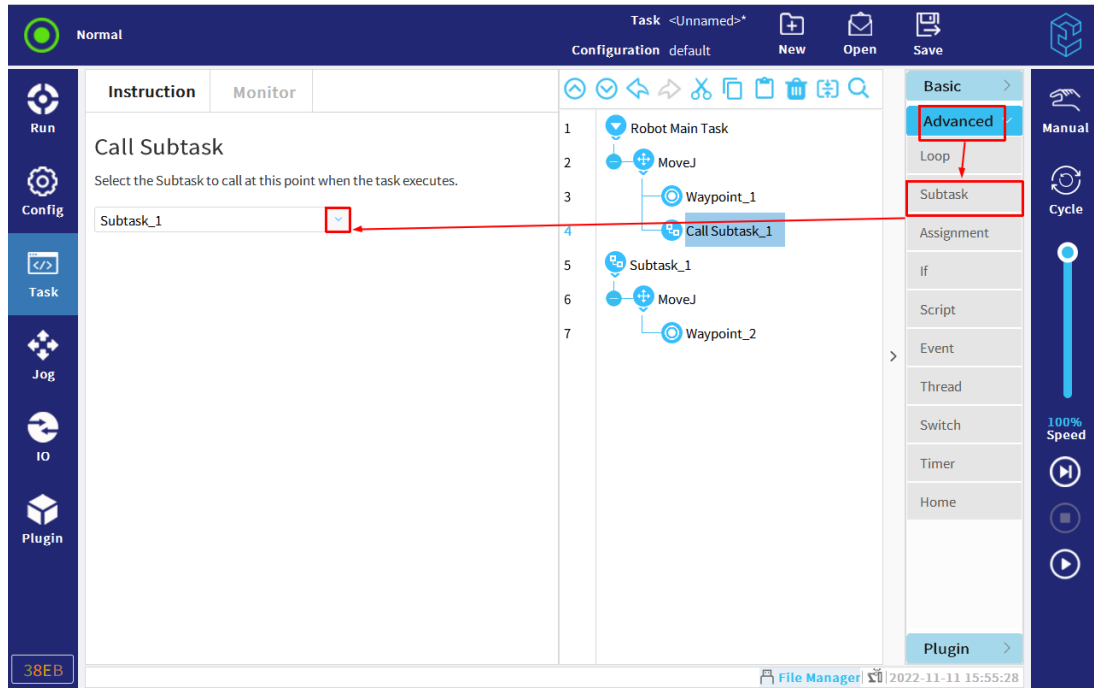 Normal
Task <Unnamed>*
Configuration default
New
Open
Save
Run
Config
Task
Jog
IO
Plugin
38EB
Instruction
Monitor
Call Subtask
Select the Subtask to call at this point when the task executes.
Subtask_1
1 Robot Main Task
2 MoveJ
3 Waypoint_1
4 Call Subtask_1
5 Subtask_1
6 MoveJ
7 Waypoint_2
Basic
Advanced
Loop
Subtask
Assignment
If
Script
Event
Thread
Switch
Timer
Home
Plugin
Manual
Cycle
100%
Speed
File Manager
2022-11-11 15:55:28